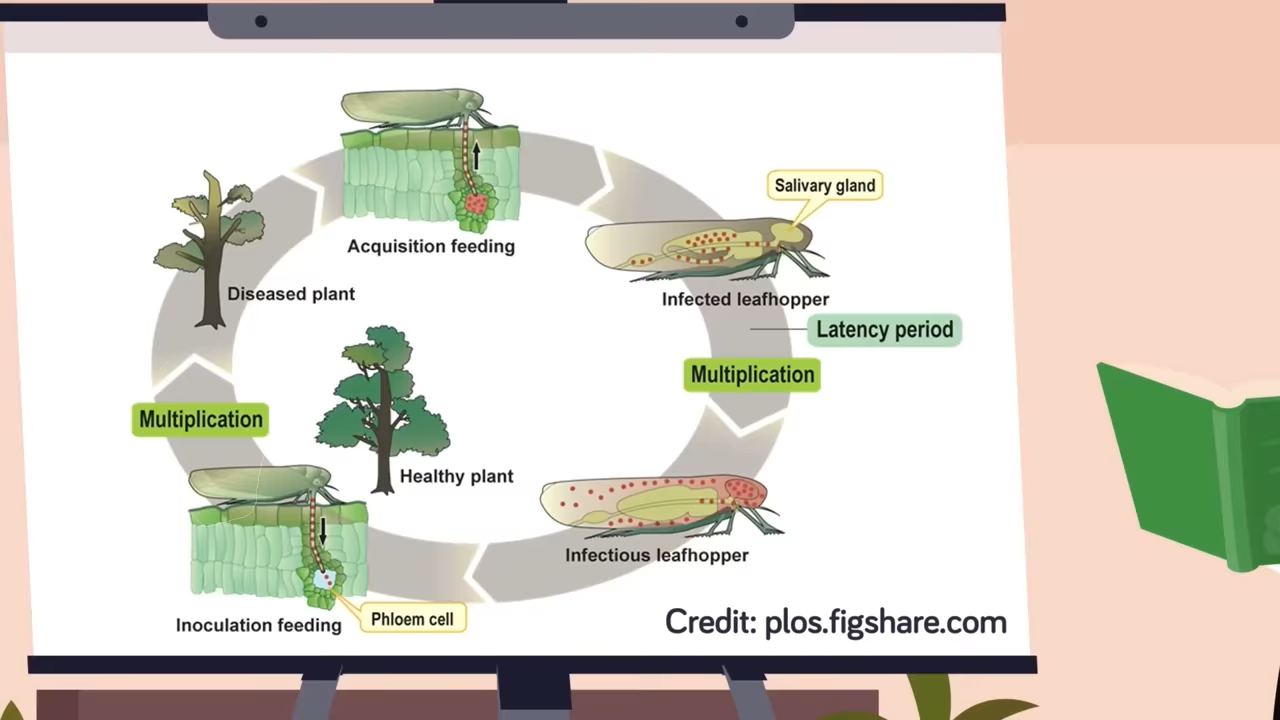 Salivary gland
Acquisition feeding
Diseased plant
Infected leafhopper
Latency period
Multiplication
Multiplication
Healthy plant
Infectious leafhopper
Inoculation feeding
Phloem cell
Credit: plos.figshare.com